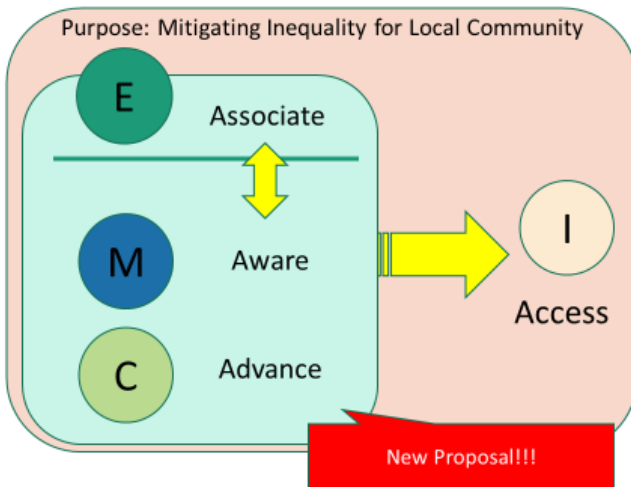 Purpose: Mitigating Inequality for Local Community
E
Associate
M
Aware
I
Access
C
Advance
New Proposal!!!